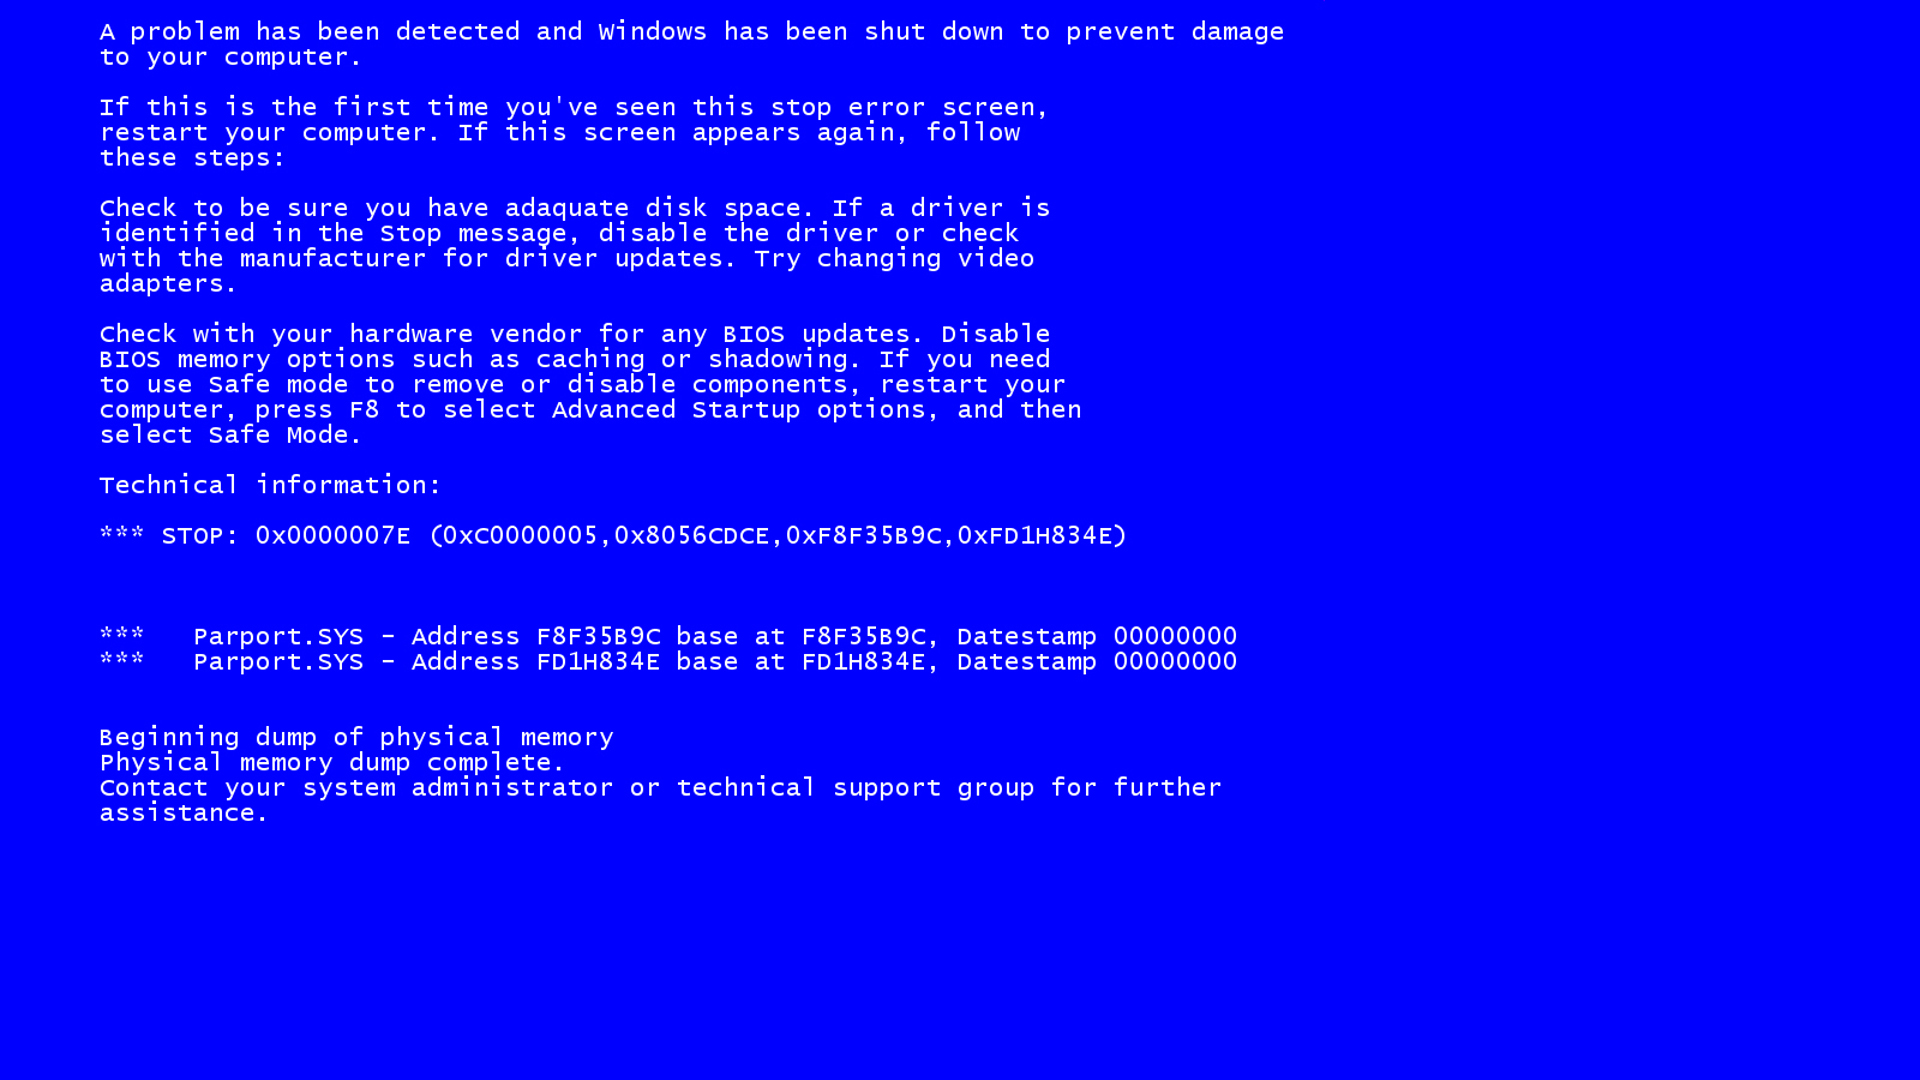 A problem has been detected and Windows has been shut down to prevent damage
to your computer.
If this is the first time you've seen this stop error screen,
restart your computer. If this screen appears again, follow
these steps:
Check to be sure you have adaquate disk space. If a driver is
identified in the Stop message, disable the driver or check
with the manufacturer for driver updates. Try changing video
adapters.
Check with your hardware vendor for any BIOS updates. Disable
BIOS memory options such as caching or shadowing. If you need
to use Safe mode to remove or disable components, restart your
computer, press F8 to select Advanced Startup options, and then
select Safe Mode.
Technical information:
*** STOP: 0x0000007E (0xC0000005,0x8056CDCE,0xF8F35B9C,0xFD1H834E)
***   Parport.SYS – Address F8F35B9C base at F8F35B9C, Datestamp 00000000
***   Parport.SYS – Address FD1H834E base at FD1H834E, Datestamp 00000000
Beginning dump of physical memory
Physical memory dump complete.
Contact your system administrator or technical support group for further
assistance.